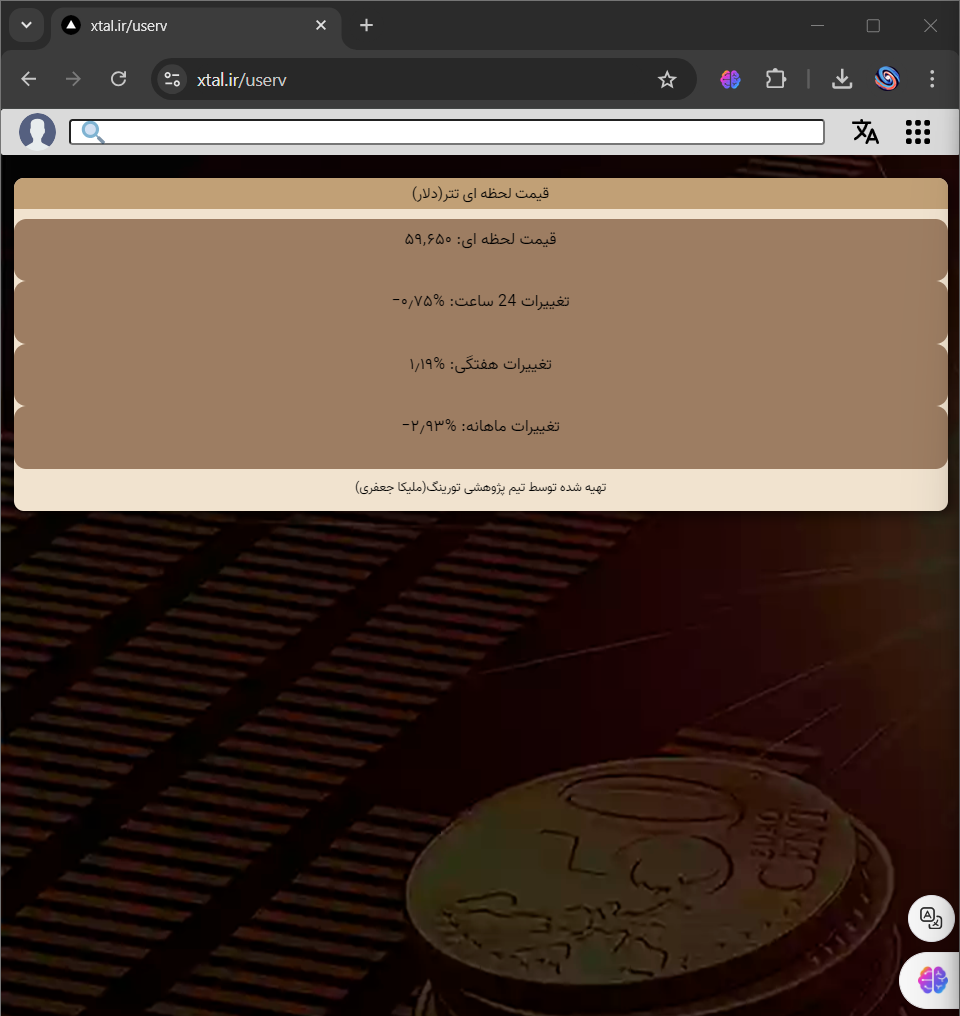 xtal.ir/userv
xtal.ir/userv
قیمت لحظه ای تتر(دلار)
قیمت لحظه ای: ۵۹,۶۵۰
تغییرات 24 ساعت: %۰٫۷۵−
تغییرات هفتگی: %۱٫۱۹
تغییرات ماهانه: %۲٫۹۳−
تهیه شده توسط تیم پژوهشی تورینگ(ملیکا جعفری)
EURO
CENT